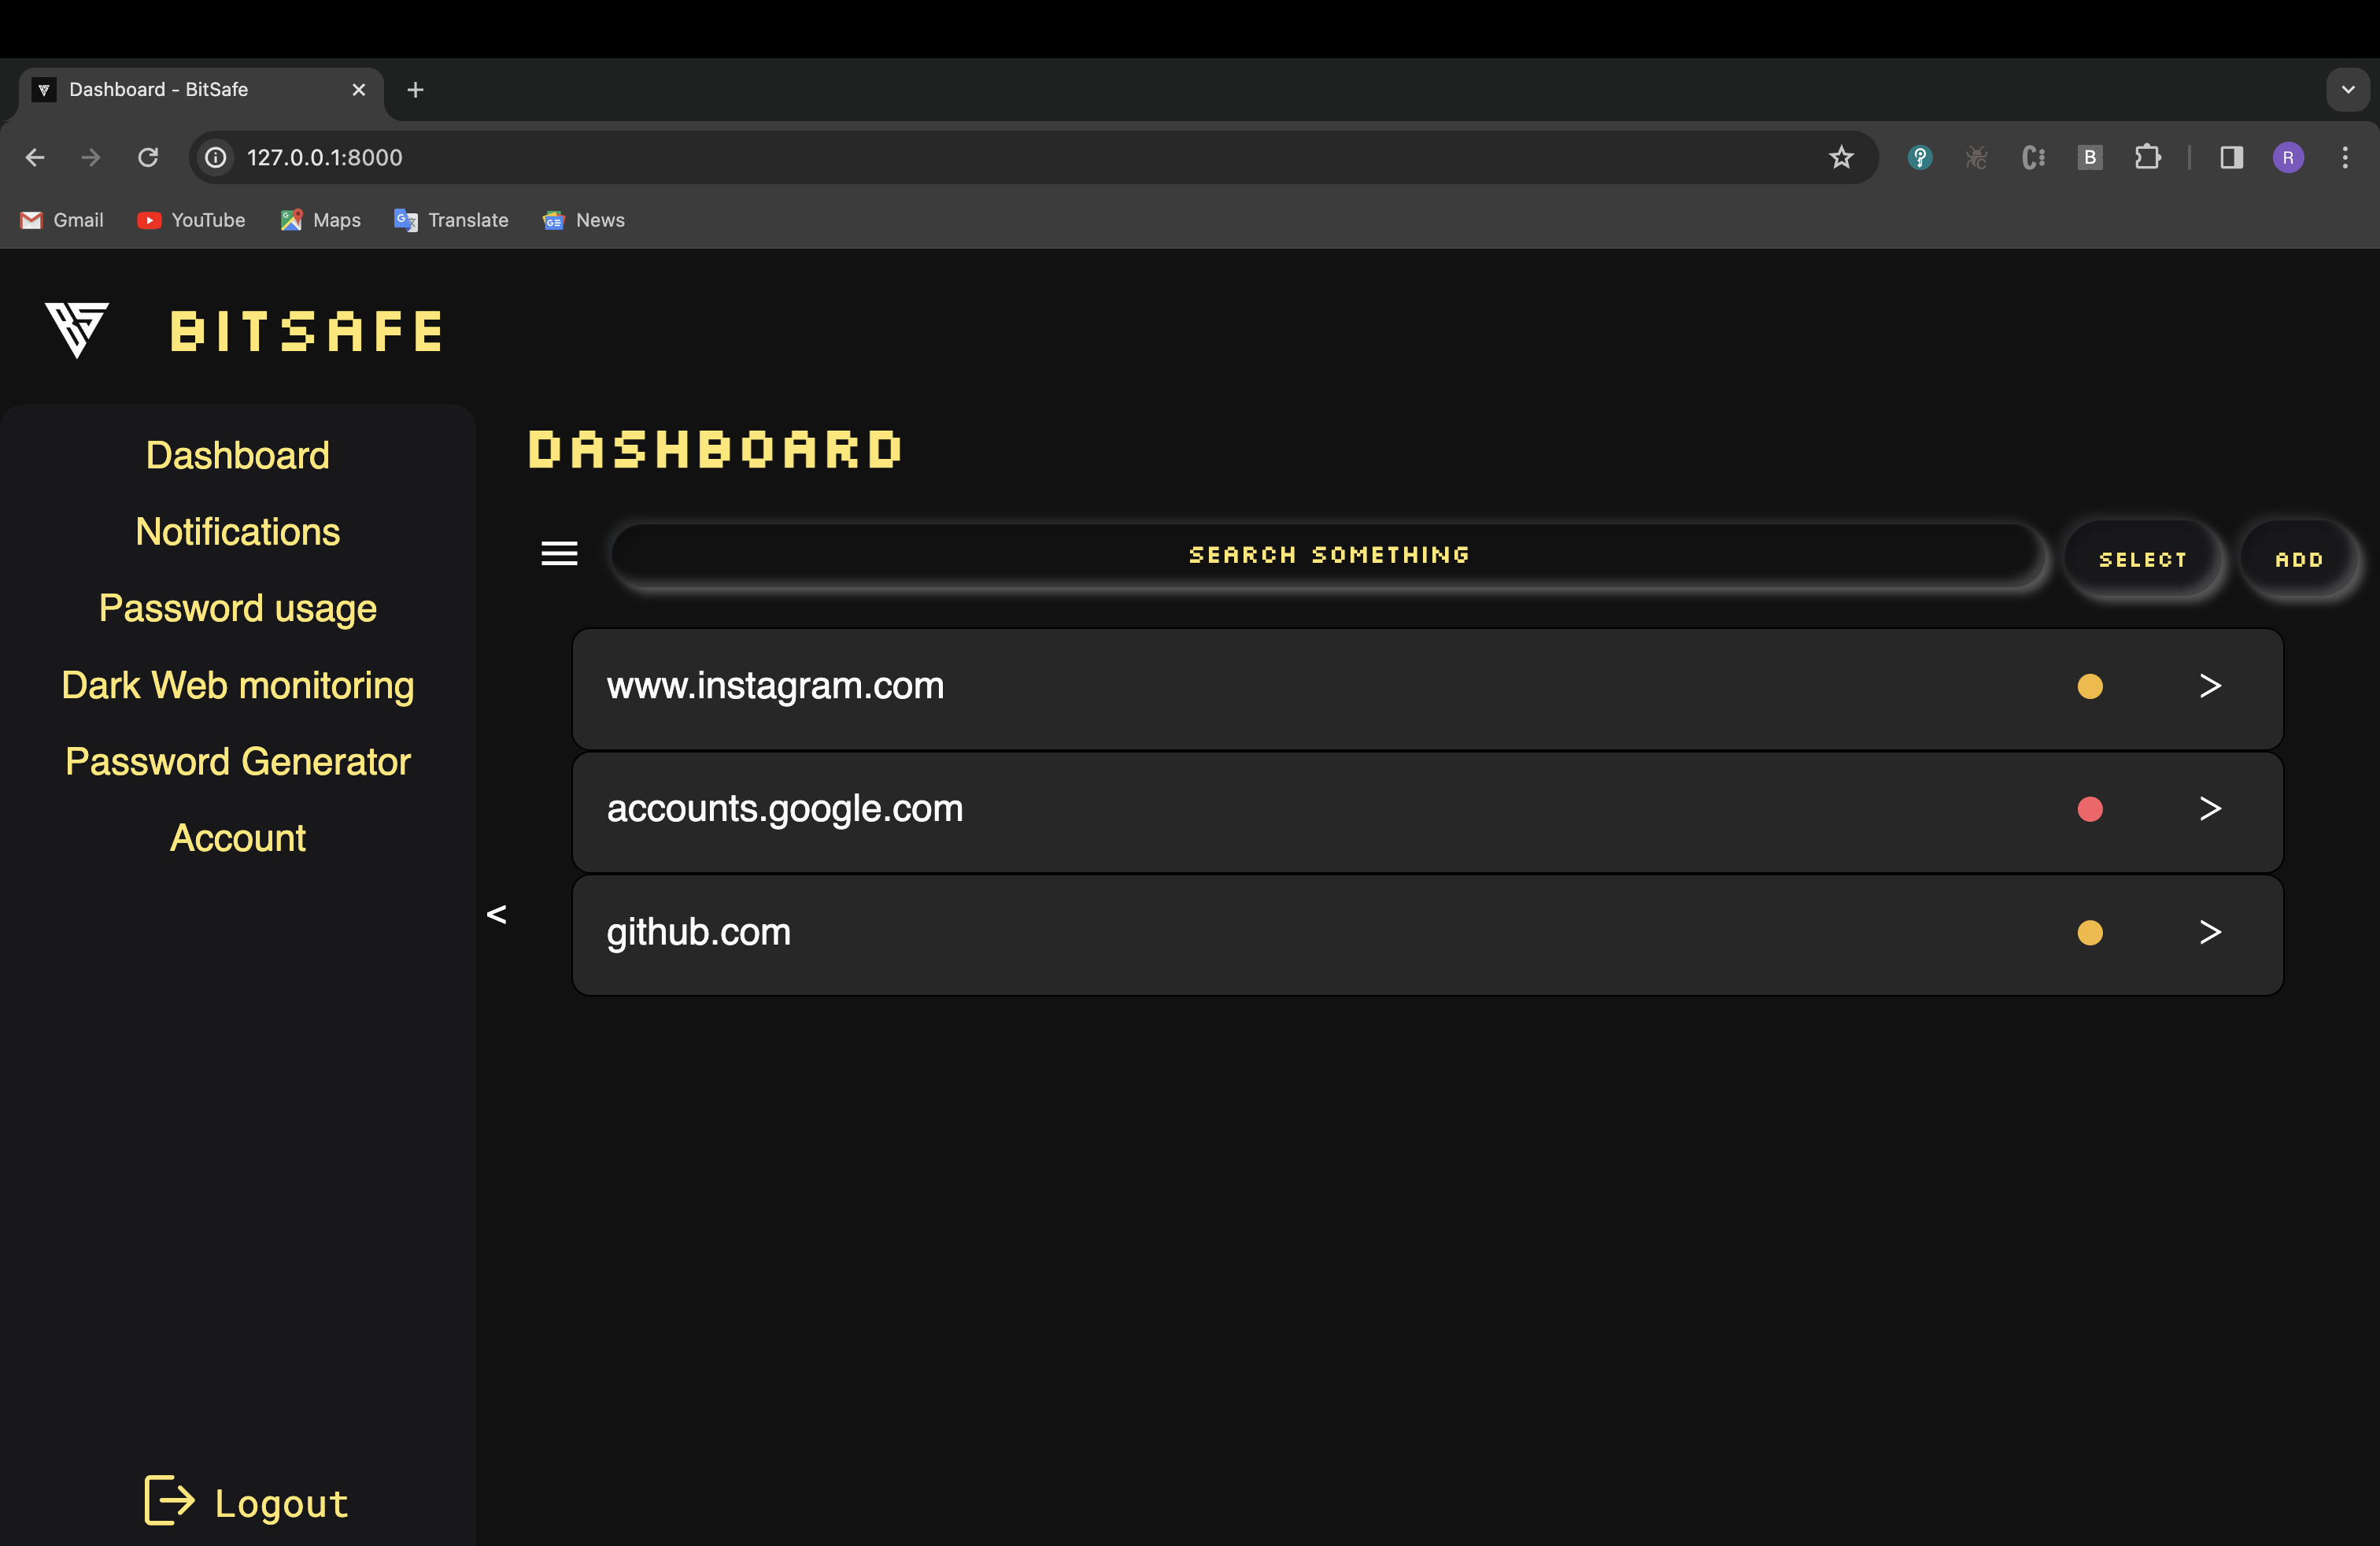 Dashboard - BitSafe
127.0.0.1:8000
B
R
Gmail YouTube Maps Translate News
BITSAFE
Dashboard
Notifications
Password usage
Dark Web monitoring
Password Generator
Account
Logout
<
DASHBOARD
SEARCH SOMETHING SELECT ADD
www.instagram.com >
accounts.google.com >
github.com >